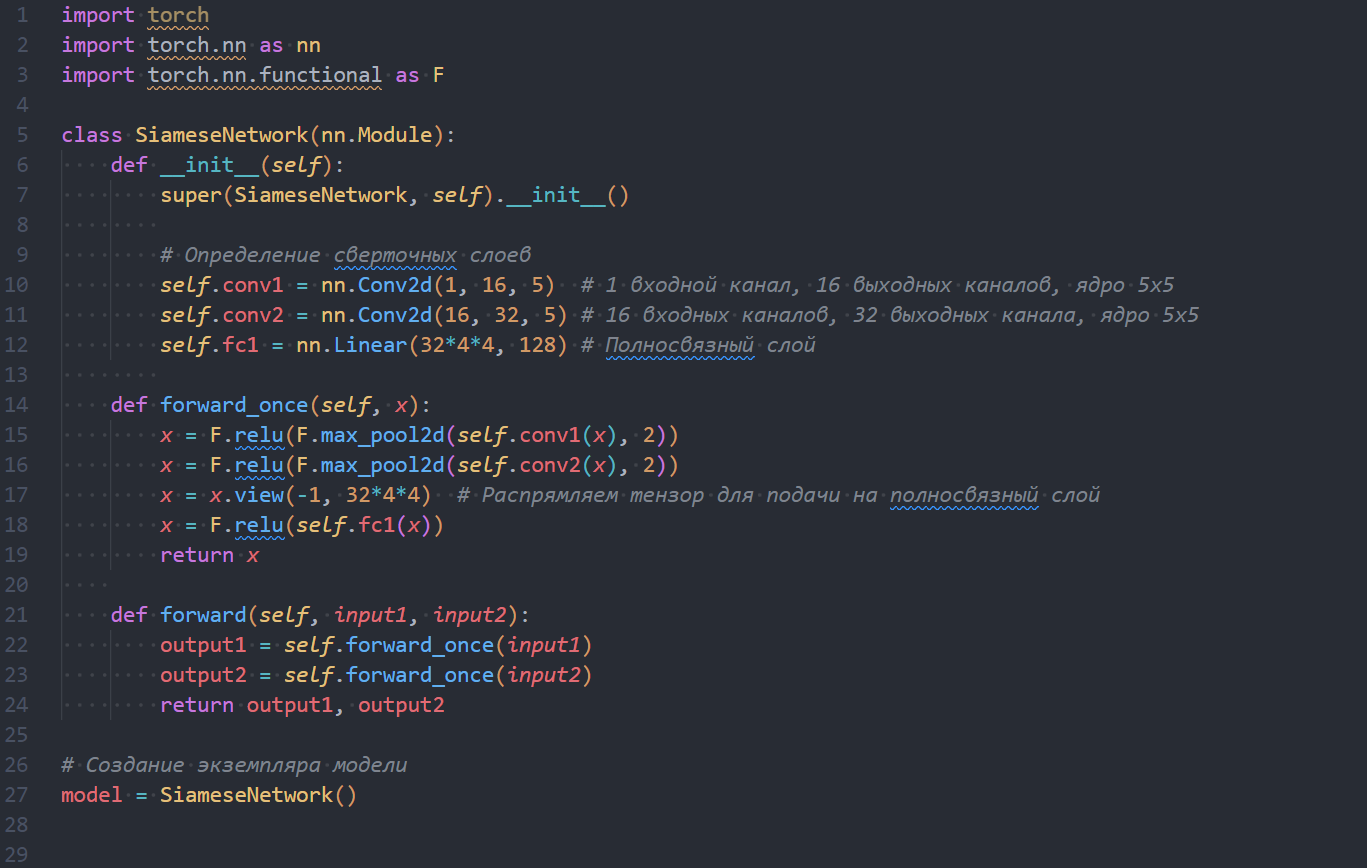 1 import torch
2 import torch.nn as nn
3 import torch.nn.functional as F
4
5 class SiameseNetwork(nn.Module):
6     def __init__(self):
7         super(SiameseNetwork, self).__init__()
8
9         # Определение сверточных слоев
10         self.conv1 = nn.Conv2d(1, 16, 5)  # 1 входной канал, 16 выходных каналов, ядро 5x5
11         self.conv2 = nn.Conv2d(16, 32, 5) # 16 входных каналов, 32 выходных канала, ядро 5x5
12         self.fc1 = nn.Linear(32*4*4, 128) # Полносвязный слой
13
14     def forward_once(self, x):
15         x = F.relu(F.max_pool2d(self.conv1(x), 2))
16         x = F.relu(F.max_pool2d(self.conv2(x), 2))
17         x = x.view(-1, 32*4*4)  # Распрямляем тензор для подачи на полносвязный слой
18         x = F.relu(self.fc1(x))
19         return x
20
21     def forward(self, input1, input2):
22         output1 = self.forward_once(input1)
23         output2 = self.forward_once(input2)
24         return output1, output2
25
26 # Создание экземпляра модели
27 model = SiameseNetwork()
28
29